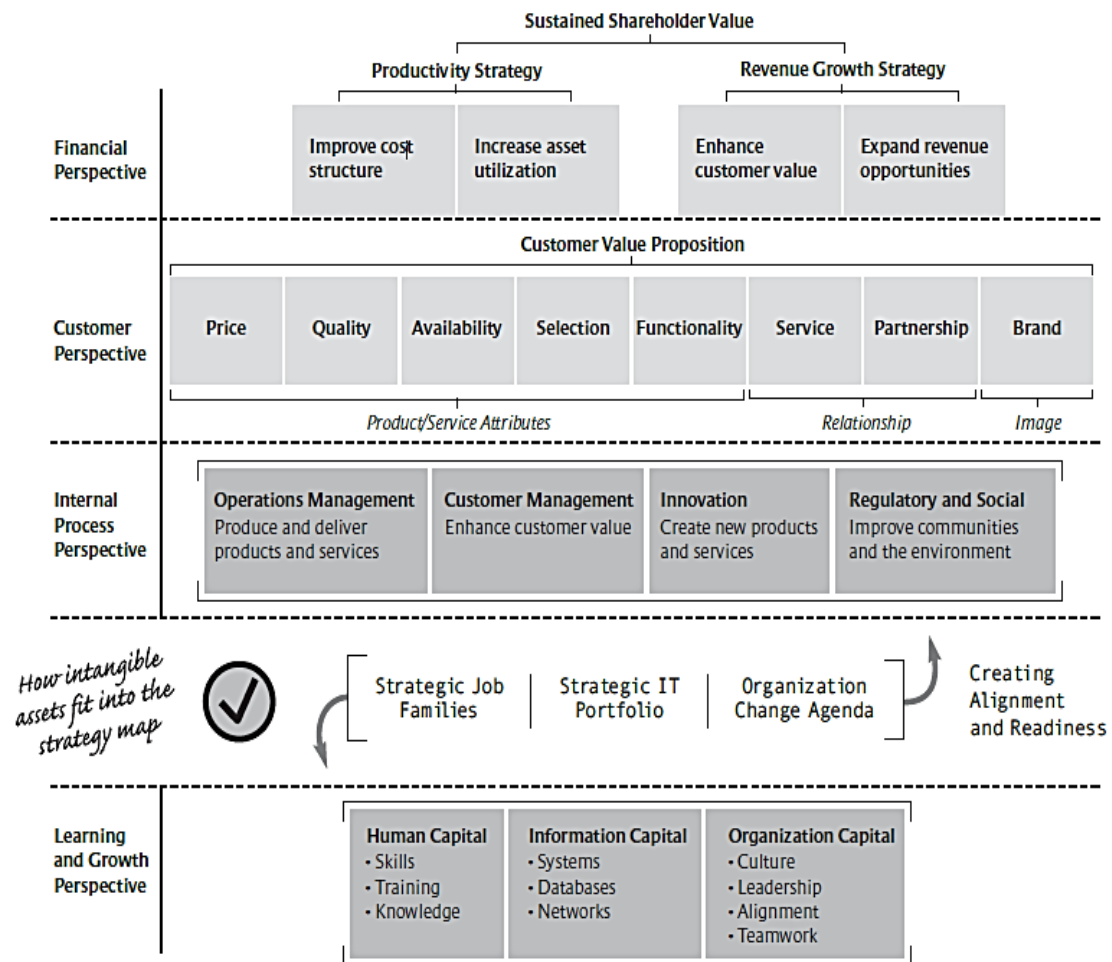 Sustained Shareholder Value
Productivity Strategy
Revenue Growth Strategy
Financial
Perspective
Improve cost
structure
Increase asset
utilization
Enhance
customer value
Expand revenue
opportunities
Customer Value Proposition
Customer
Perspective
Price
Quality
Availability
Selection
Functionality
Service
Partnership
Brand
Product/Service Attributes
Relationship
Image
Internal
Process
Perspective
Operations Management
Produce and deliver
products and services
Customer Management
Enhance customer value
Innovation
Create new products
and services
Regulatory and Social
Improve communities
and the environment
How intangible
assets fit into the
strategy map
Strategic Job
Families
Strategic IT
Portfolio
Organization
Change Agenda
Creating
Alignment
and Readiness
Learning
and Growth
Perspective
Human Capital
• Skills
• Training
• Knowledge
Information Capital
• Systems
• Databases
• Networks
Organization Capital
• Culture
• Leadership
• Alignment
• Teamwork